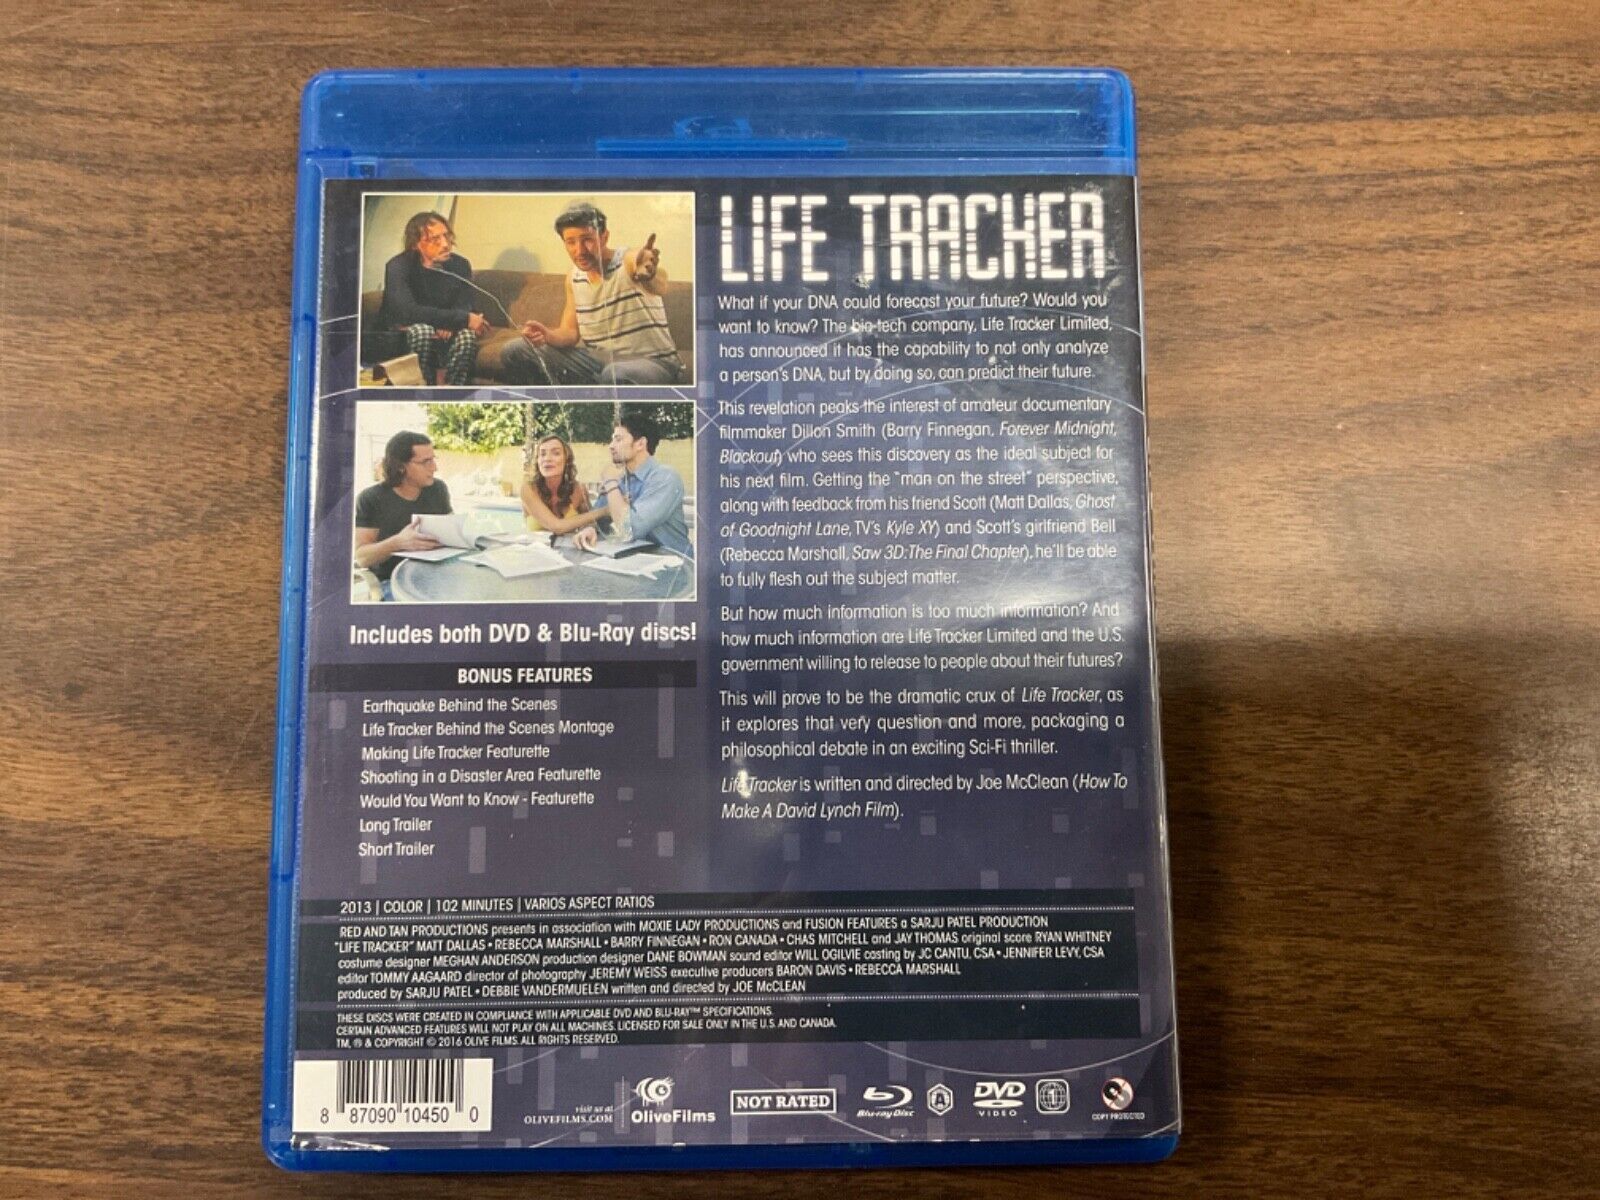 LIFE TRACKER
What if your DNA could forecast your future? Would you
want to know? The bio-tech company, Life Tracker Limited,
has announced it has the capability to not only analyze
a person's DNA, but by doing so, can predict their future.
This revelation peaks the interest of amateur documentary
filmmaker Dillon Smith (Barry Finnegan, Forever Midnight,
Blackout) who sees this discovery as the ideal subject for
his next film. Getting the "man on the street" perspective,
along with feedback from his friend Scott (Matt Dallas, Ghost
of Goodnight Lane, TV's Kyle XY) and Scott's girlfriend Bell
(Rebecca Marshall, Saw 3D: The Final Chapter), he'll be able
to fully flesh out the subject matter.
But how much information is too much information? And
how much information are Life Tracker Limited and the U.S.
government willing to release to people about their futures?
This will prove to be the dramatic crux of Life Tracker, as
it explores that very question and more, packaging a
philosophical debate in an exciting Sci-Fi thriller.
Life Tracker is written and directed by Joe McClean (How To
Make A David Lynch Film).
Includes both DVD & Blu-Ray discs!
BONUS FEATURES
Earthquake Behind the Scenes
Life Tracker Behind the Scenes Montage
Making Life Tracker Featurette
Shooting in a Disaster Area Featurette
Would You Want to Know - Featurette
Long Trailer
Short Trailer
2013 | COLOR | 102 MINUTES | VARIOS ASPECT RATIOS
RED AND TAN PRODUCTIONS presents in association with MOXIE LADY PRODUCTIONS and FUSION FEATURES a SARJU PATEL PRODUCTION
"LIFE TRACKER" MATT DALLAS • REBECCA MARSHALL • BARRY FINNEGAN • RON CANADA • CHAS MITCHELL and JAY THOMAS original score RYAN WHITNEY
costume designer MEGHAN ANDERSON production designer DANE BOWMAN sound editor WILL OGILVIE casting by JC CANTU, CSA • JENNIFER LEVY, CSA
editor TOMMY AAGAARD director of photography JEREMY WEISS executive producers BARON DAVIS • REBECCA MARSHALL
produced by SARJU PATEL • DEBBIE VANDERMUELEN written and directed by JOE McCLEAN
THESE DISCS WERE CREATED IN COMPLIANCE WITH APPLICABLE DVD AND BLU-RAY™ SPECIFICATIONS.
CERTAIN ADVANCED FEATURES WILL NOT PLAY ON ALL MACHINES. LICENSED FOR SALE ONLY IN THE U.S. AND CANADA.
TM, ® & COPYRIGHT © 2016 OLIVE FILMS. ALL RIGHTS RESERVED.
8 87090 10450 0
visit us at
OLIVEFILMS.COM
OliveFilms
NOT RATED
Blu-ray Disc
A
DVD
VIDEO
1
COPY PROTECTED